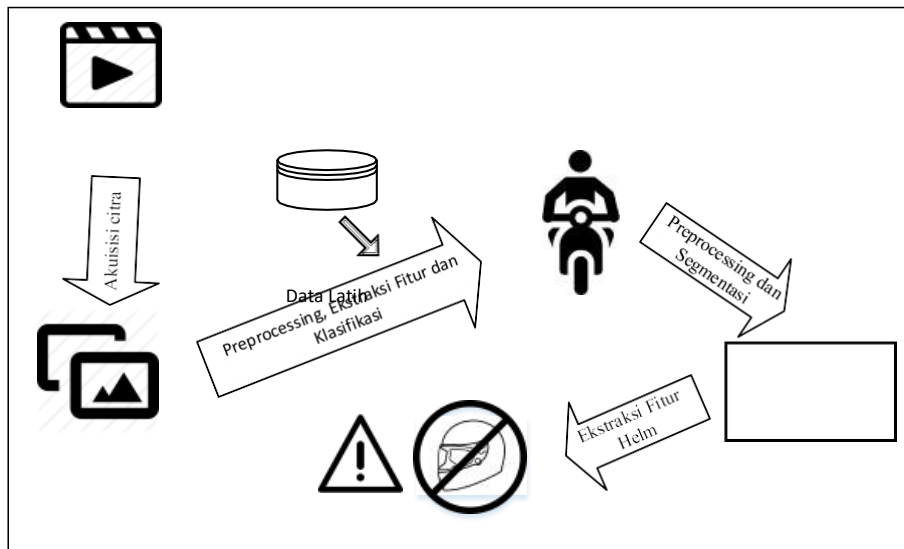 Akuisisi citra
Data Latih
Preprocessing, Ekstraksi Fitur dan
Klasifikasi
Preprocessing dan
Segmentasi
Ekstraksi Fitur
Helm